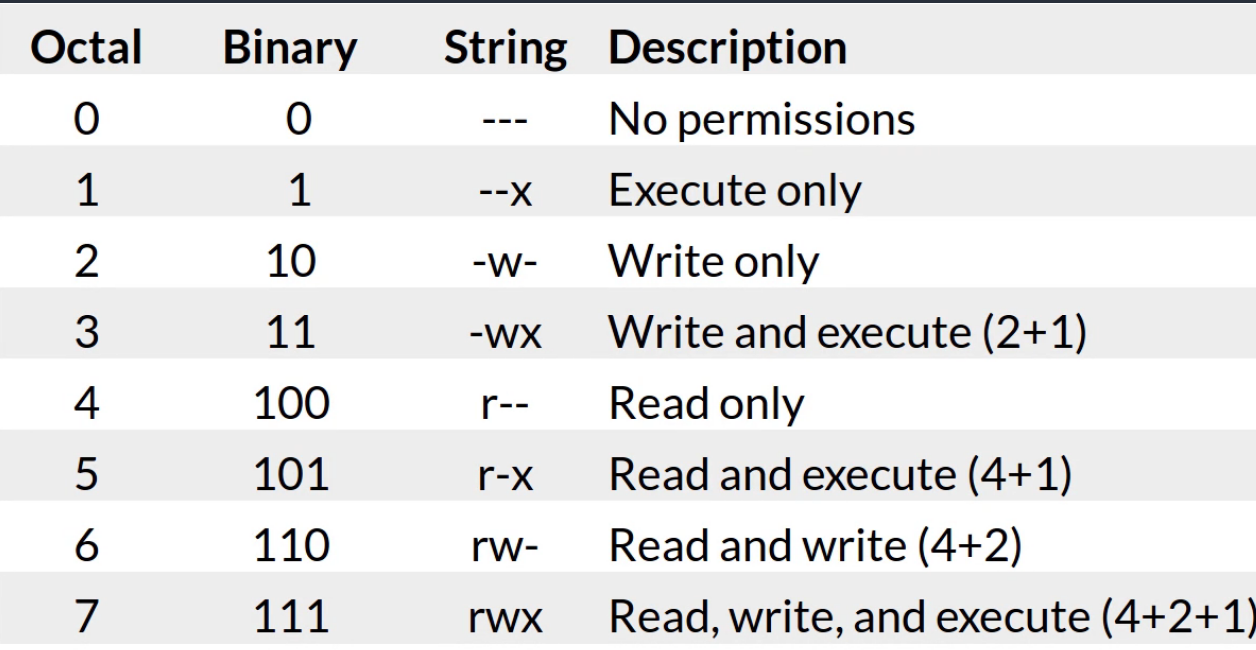 Octal Binary String Description
0 0 --- No permissions
1 1 --x Execute only
2 10 -w- Write only
3 11 -wx Write and execute (2+1)
4 100 r-- Read only
5 101 r-x Read and execute (4+1)
6 110 rw- Read and write (4+2)
7 111 rwx Read, write, and execute (4+2+1)